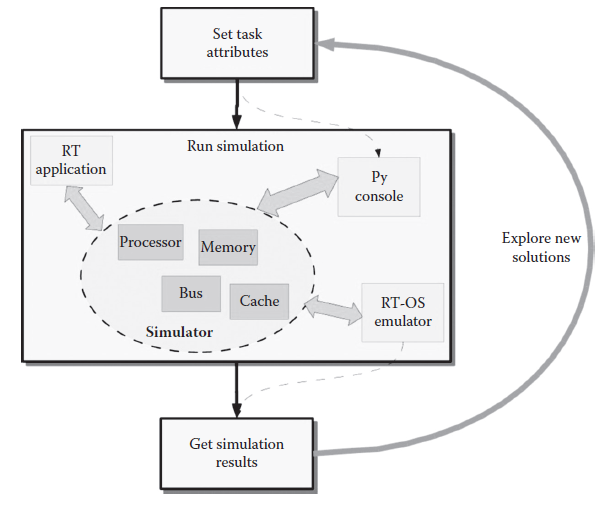 Set task
attributes
Run simulation
RT
application
Py
console
Processor
Memory
Bus
Cache
Simulator
RT-OS
emulator
Explore new
solutions
Get simulation
results